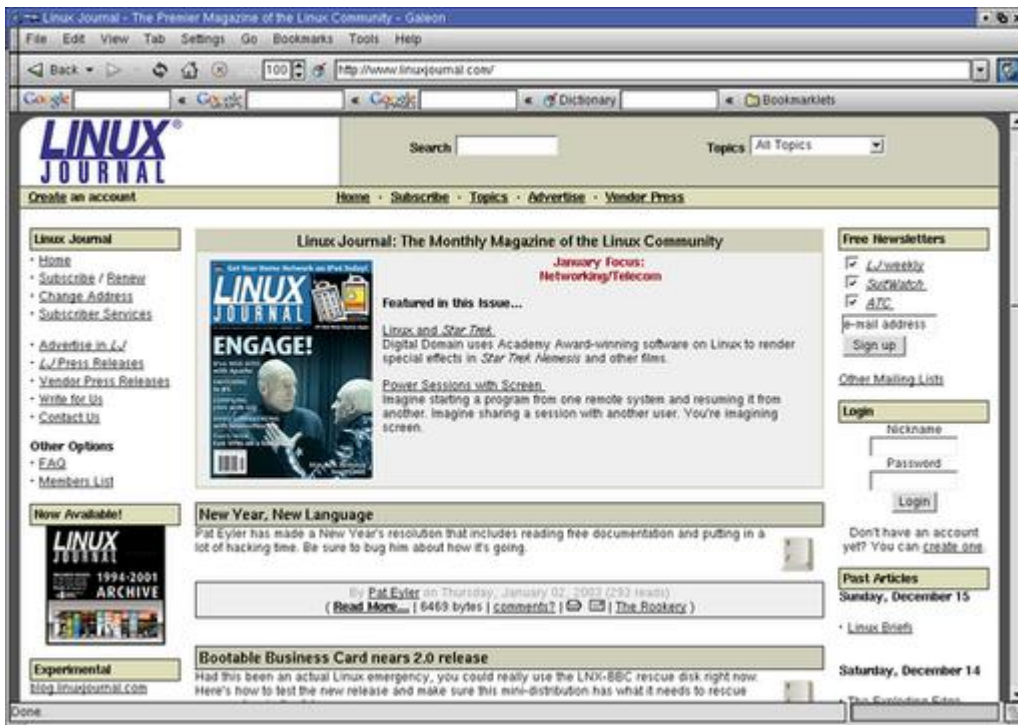 Linux Journal - The Premier Magazine of the Linux Community - Galeon
File Edit View Tab Settings Go Bookmarks Tools Help
Back 100 http://www.linuxjournal.com/
Google « Google « Google « Dictionary « Bookmarklets
LINUX JOURNAL ®
Search
Topics All Topics
Create an account
Home · Subscribe · Topics · Advertise · Vendor Press
Linux Journal
· Home
· Subscribe / Renew
· Change Address
· Subscriber Services
· Advertise in LJ
· LJ Press Releases
· Vendor Press Releases
· Write for Us
· Contact Us
Other Options
· FAQ
· Members List
Now Available!
LINUX
JOURNAL
1994-2001
ARCHIVE
Experimental
blog.linuxjournal.com
Linux Journal: The Monthly Magazine of the Linux Community
Get Your Home Network on IPv6 Today!
LINUX
JOURNAL
ENGAGE!
January Focus:
Networking/Telecom
Featured in this Issue...
Linux and Star Trek
Digital Domain uses Academy Award-winning software on Linux to render
special effects in Star Trek Nemesis and other films.
Power Sessions with Screen
Imagine starting a program from one remote system and resuming it from
another. Imagine sharing a session with another user. You're imagining
screen.
New Year, New Language
Pat Eyler has made a New Year's resolution that includes reading free documentation and putting in a
lot of hacking time. Be sure to bug him about how it's going.
By Pat Eyler on Thursday, January 02, 2003 (293 reads)
( Read More... | 6469 bytes | comments? | The Rookery )
Bootable Business Card nears 2.0 release
Had this been an actual Linux emergency, you could really use the LNX-BBC rescue disk right now.
Here's how to test the new release and make sure this mini-distribution has what it needs to rescue
Free Newsletters
LJ weekly
SuitWatch
ATC
e-mail address
Sign up
Other Mailing Lists
Login
Nickname
Password
Login
Don't have an account
yet? You can create one.
Past Articles
Sunday, December 15
· Linux Briefs
Saturday, December 14
· The Exploding Edge
Done.